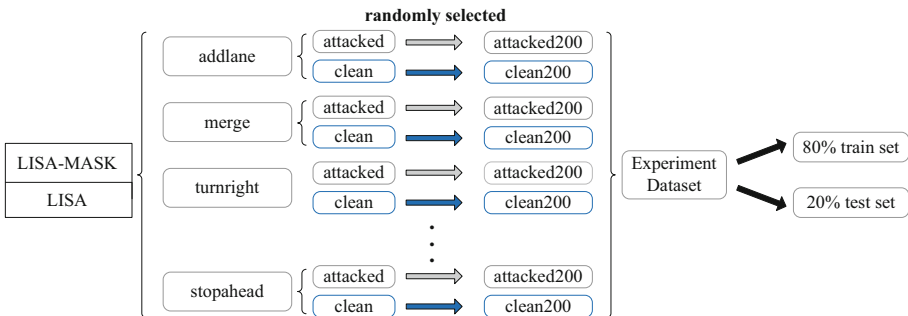 randomly selected
LISA-MASK
LISA
addlane
attacked
attacked200
clean
clean200
merge
attacked
attacked200
clean
clean200
turnright
attacked
attacked200
clean
clean200
stopahead
attacked
attacked200
clean
clean200
Experiment
Dataset
80% train set
20% test set